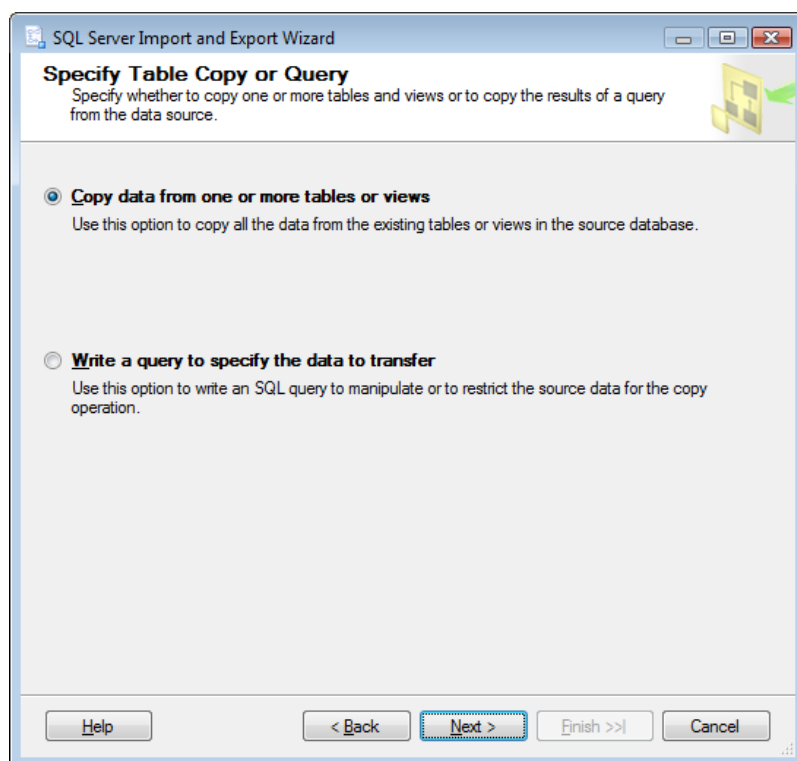 SQL Server Import and Export Wizard
Specify Table Copy or Query
Specify whether to copy one or more tables and views or to copy the results of a query
from the data source.
Copy data from one or more tables or views
Use this option to copy all the data from the existing tables or views in the source database.
Write a query to specify the data to transfer
Use this option to write an SQL query to manipulate or to restrict the source data for the copy
operation.
Help
< Back
Next >
Finish >>|
Cancel